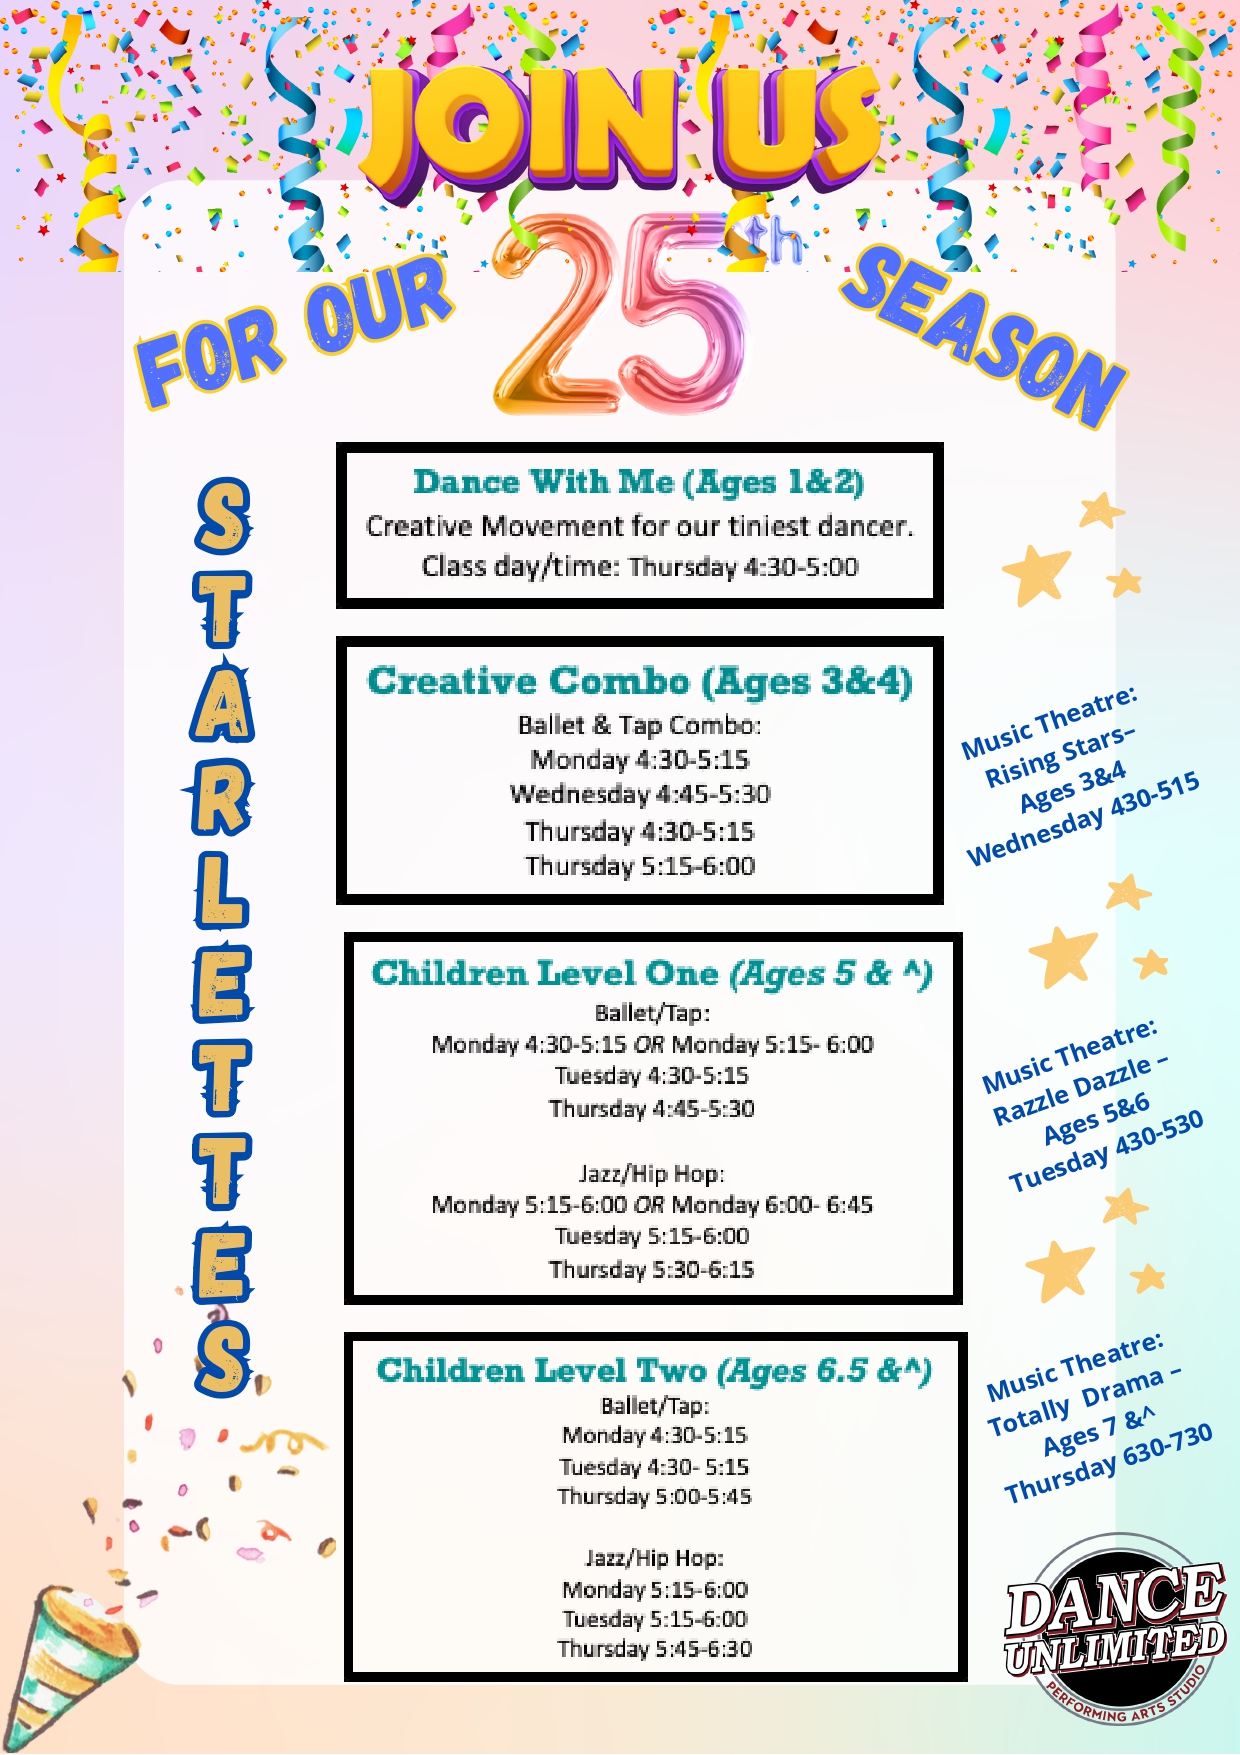 JOIN US
FOR OUR 25th SEASON
STARLETTES
Dance With Me (Ages 1&2)
Creative Movement for our tiniest dancer.
Class day/time: Thursday 4:30-5:00
Creative Combo (Ages 3&4)
Ballet & Tap Combo:
Monday 4:30-5:15
Wednesday 4:45-5:30
Thursday 4:30-5:15
Thursday 5:15-6:00
Music Theatre:
Rising Stars–
Ages 3&4
Wednesday 430-515
Children Level One (Ages 5 & ^)
Ballet/Tap:
Monday 4:30-5:15 OR Monday 5:15- 6:00
Tuesday 4:30-5:15
Thursday 4:45-5:30
Jazz/Hip Hop:
Monday 5:15-6:00 OR Monday 6:00- 6:45
Tuesday 5:15-6:00
Thursday 5:30-6:15
Music Theatre:
Razzle Dazzle –
Ages 5&6
Tuesday 430-530
Children Level Two (Ages 6.5 &^)
Ballet/Tap:
Monday 4:30-5:15
Tuesday 4:30- 5:15
Thursday 5:00-5:45
Jazz/Hip Hop:
Monday 5:15-6:00
Tuesday 5:15-6:00
Thursday 5:45-6:30
Music Theatre:
Totally Drama –
Ages 7 &^
Thursday 630-730
DANCE
UNLIMITED
PERFORMING ARTS STUDIO